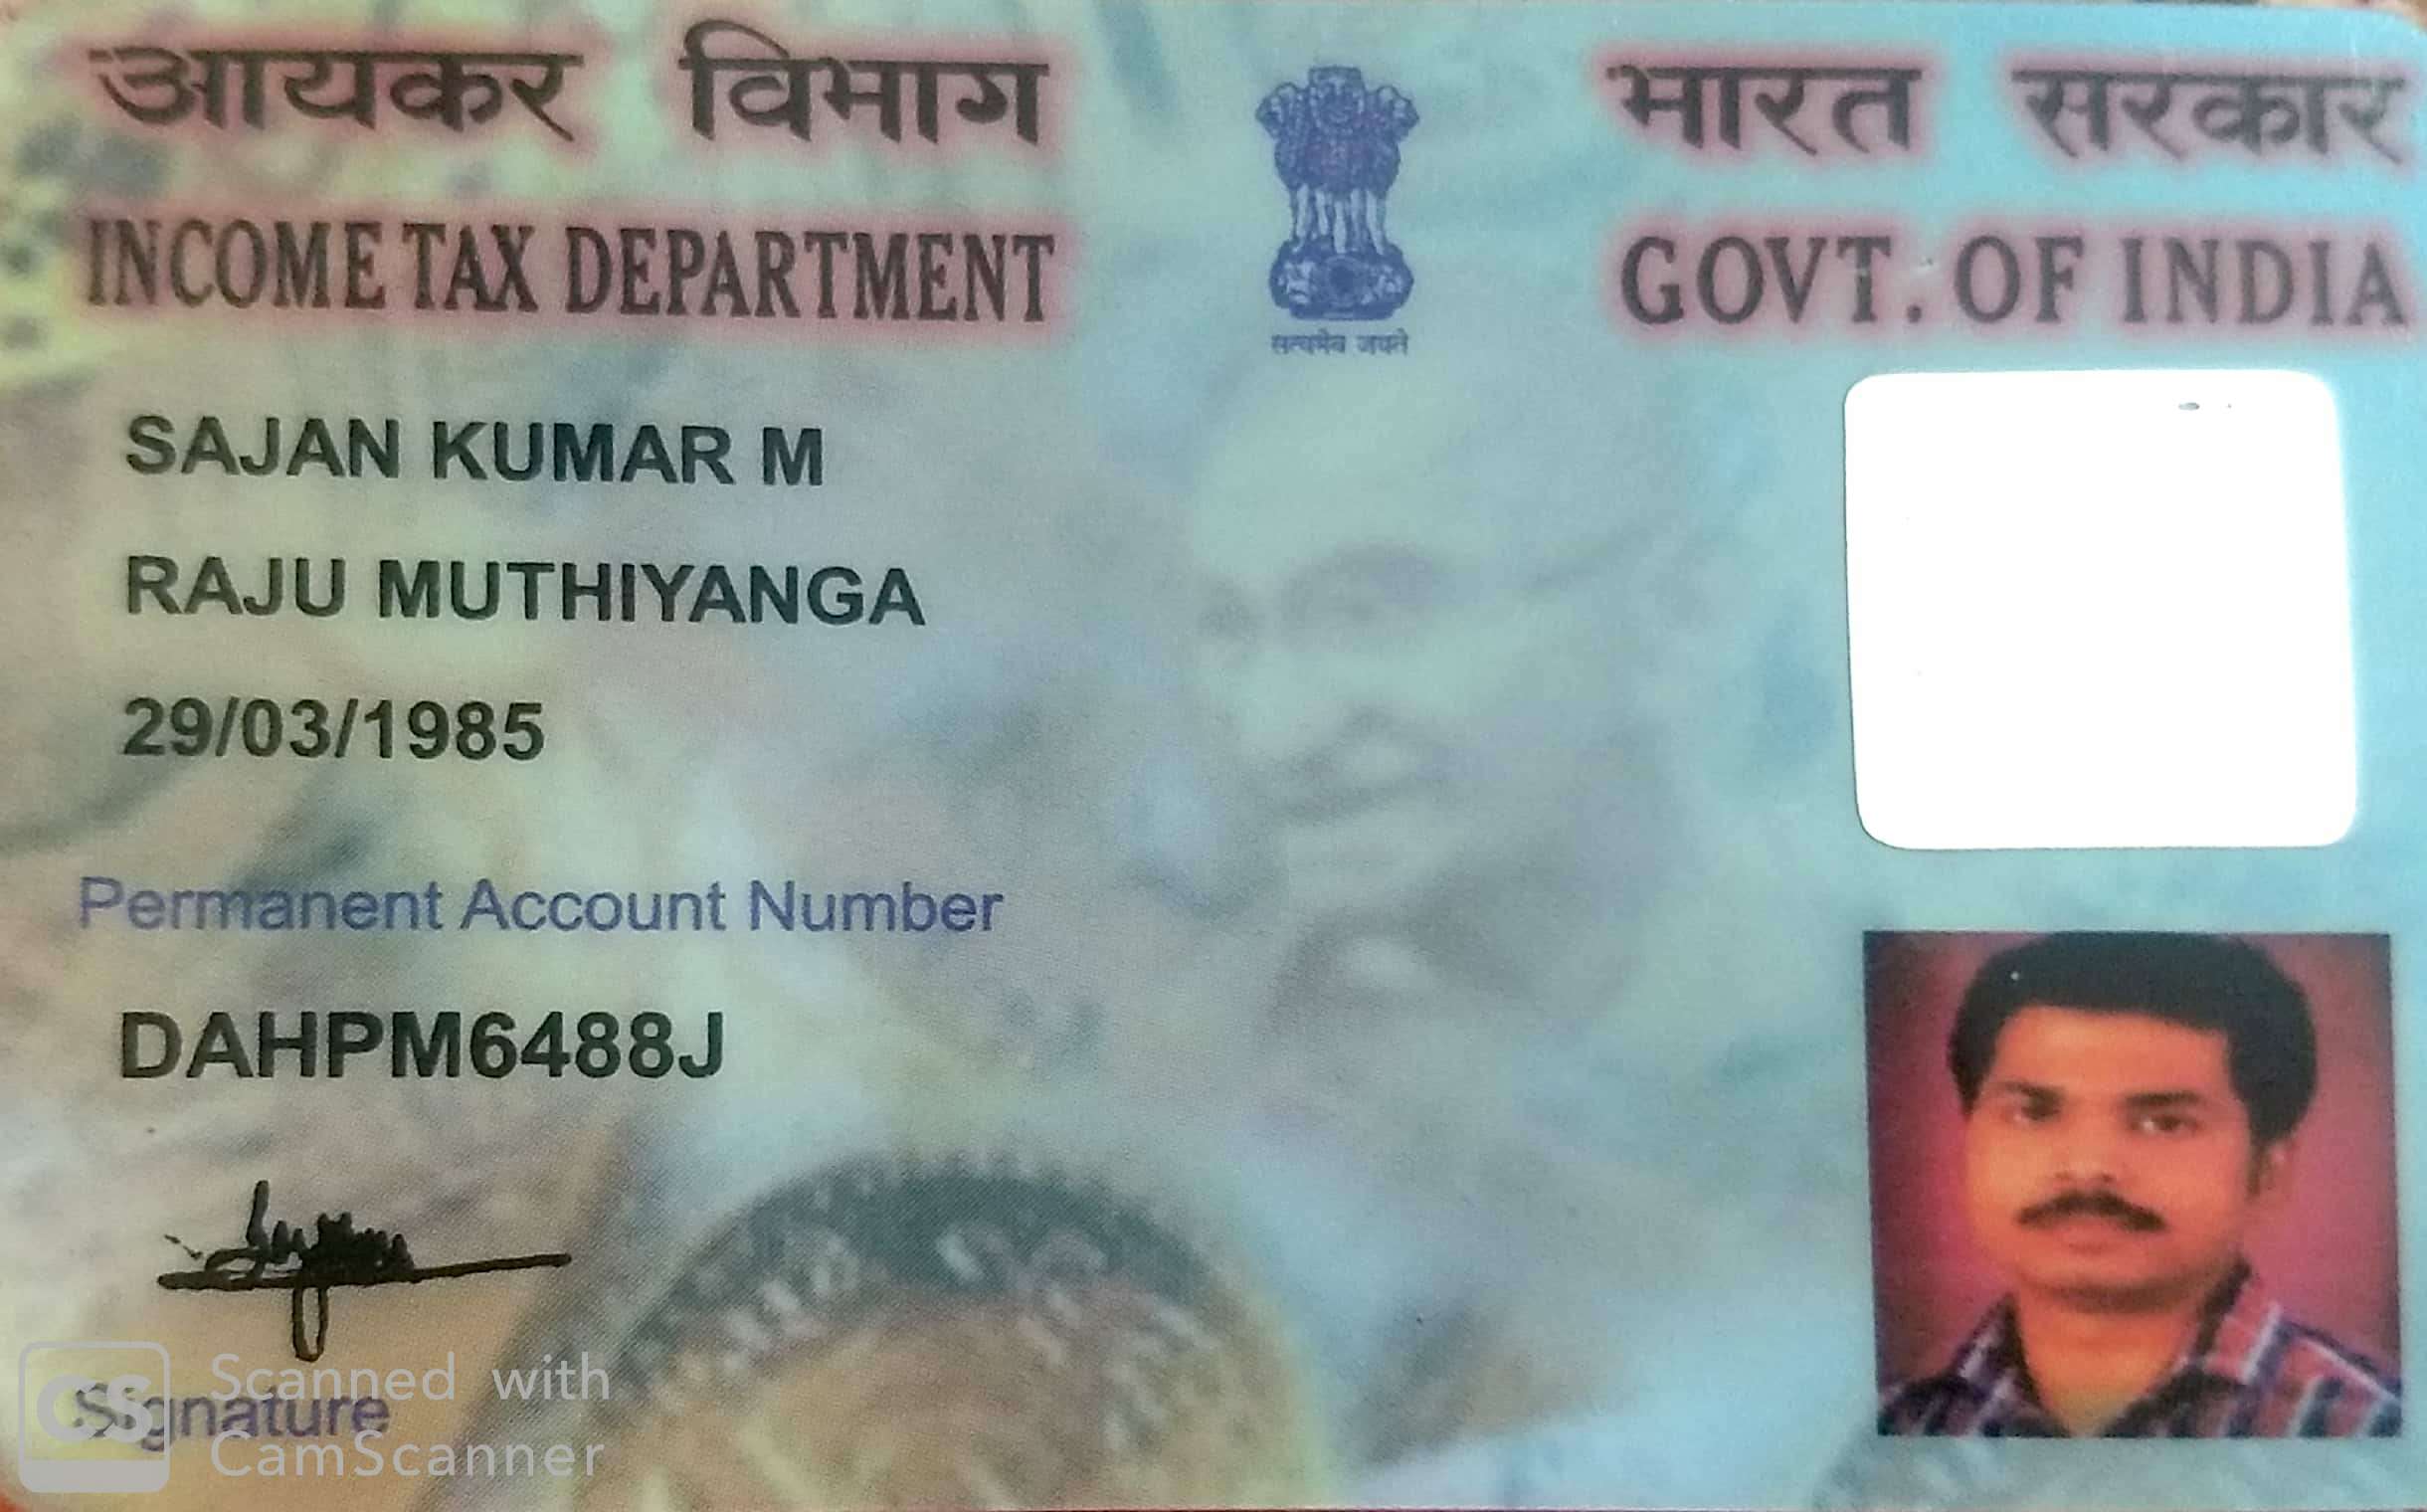 आयकर विभाग
INCOME TAX DEPARTMENT
भारत सरकार
GOVT. OF INDIA
सत्यमेव जयते
SAJAN KUMAR M
RAJU MUTHIYANGA
29/03/1985
Permanent Account Number
DAHPM6488J
Signature
CS
Scanned with
CamScanner